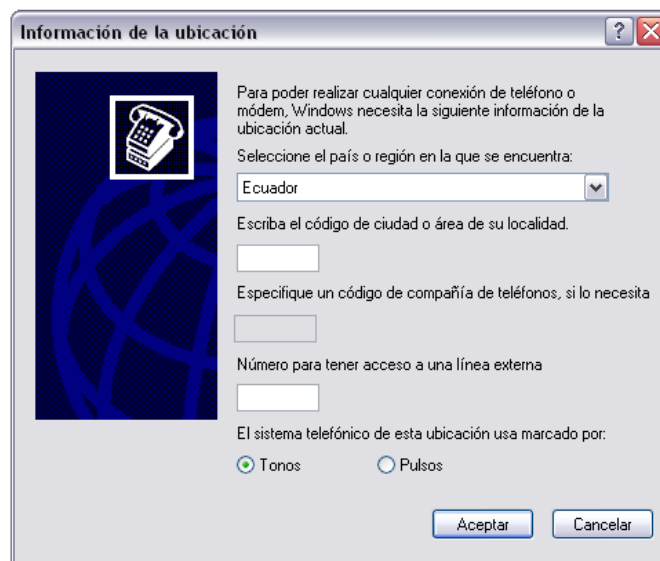 Información de la ubicación
Para poder realizar cualquier conexión de teléfono o
módem, Windows necesita la siguiente información de la
ubicación actual.
Seleccione el país o región en la que se encuentra:
Ecuador
Escriba el código de ciudad o área de su localidad.
Especifique un código de compañía de teléfonos, si lo necesita
Número para tener acceso a una línea externa
El sistema telefónico de esta ubicación usa marcado por:
Tonos Pulsos
Aceptar Cancelar